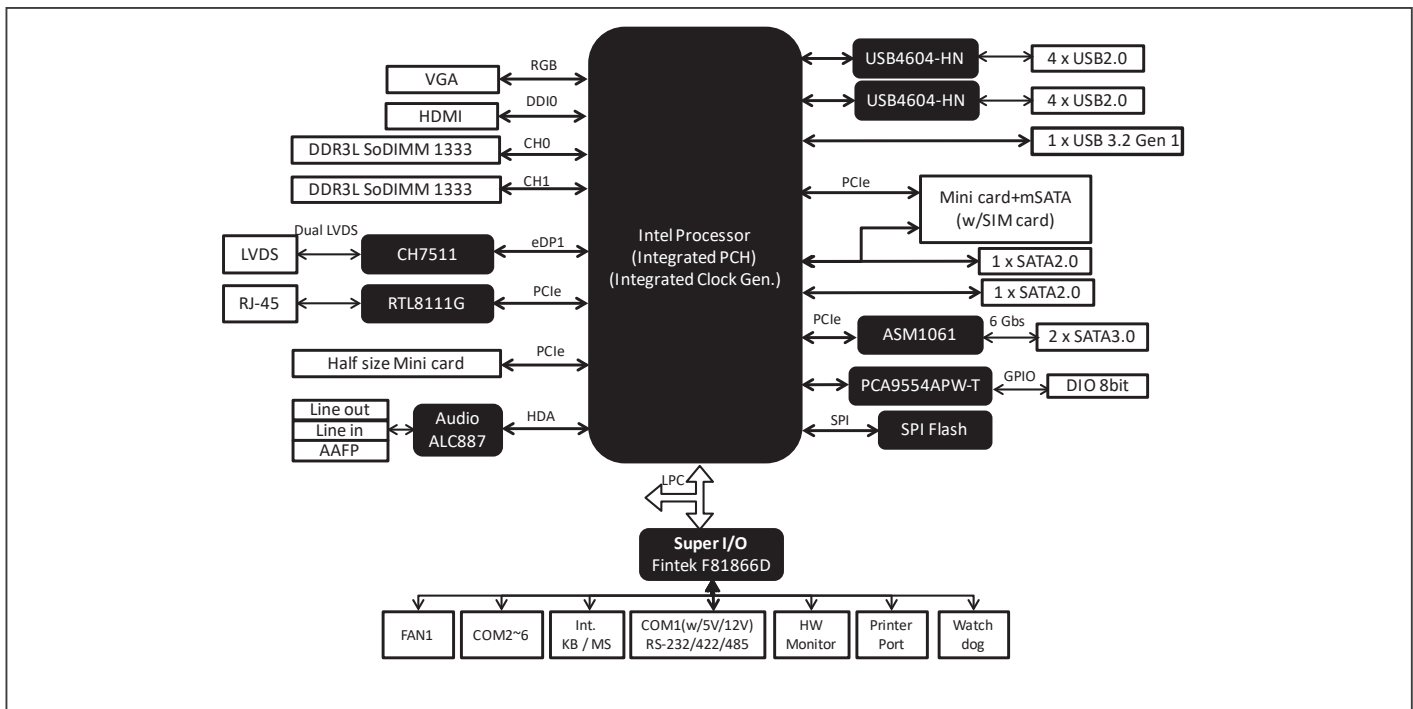 RGB
VGA
DDI0
HDMI
CH0
DDR3L SoDIMM 1333
CH1
DDR3L SoDIMM 1333
Dual LVDS
LVDS
CH7511
eDP1
RJ-45
RTL8111G
PCIe
Half size Mini card
PCIe
Line out
Line in
AAFP
Audio
ALC887
HDA
Intel Processor
(Integrated PCH)
(Integrated Clock Gen.)
USB4604-HN
4 x USB2.0
USB4604-HN
4 x USB2.0
1 x USB 3.2 Gen 1
PCIe
Mini card+mSATA
(w/SIM card)
1 x SATA2.0
1 x SATA2.0
PCIe
ASM1061
6 Gbs
2 x SATA3.0
PCA9554APW-T
GPIO
DIO 8bit
SPI
SPI Flash
LPC
Super I/O
Fintek F81866D
FAN1
COM2~6
Int.
KB / MS
COM1(w/5V/12V)
RS-232/422/485
HW
Monitor
Printer
Port
Watch
dog